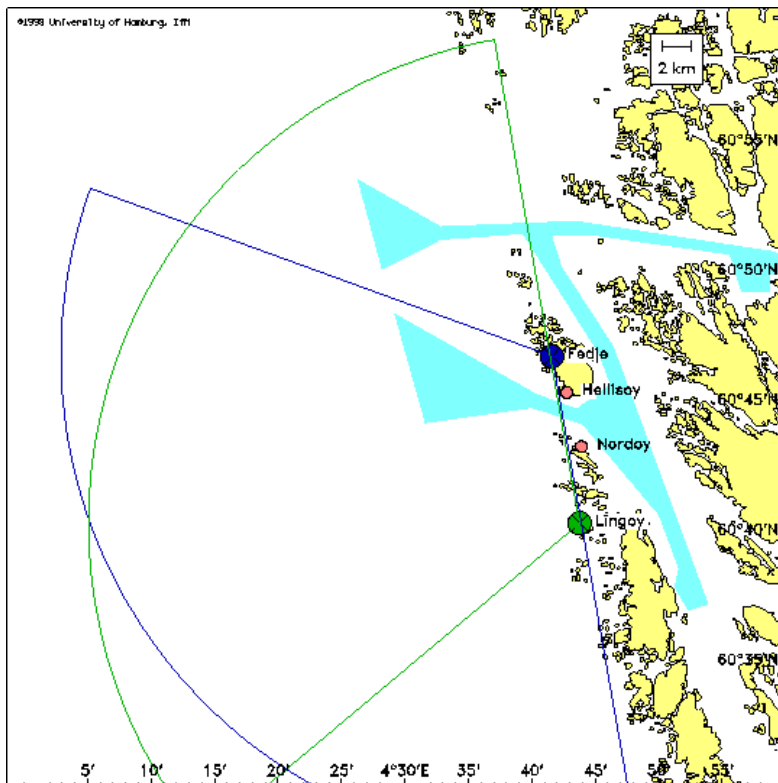 ©1998 University of Hamburg, IfM
2 km
60°55'N
60°50'N
Fedje
Hellisoy
60°45'N
Nordoy
Lingoy
60°40'N
60°35'N
5' 10' 15' 20' 25' 4°30'E 35' 40' 45' 50' 55'